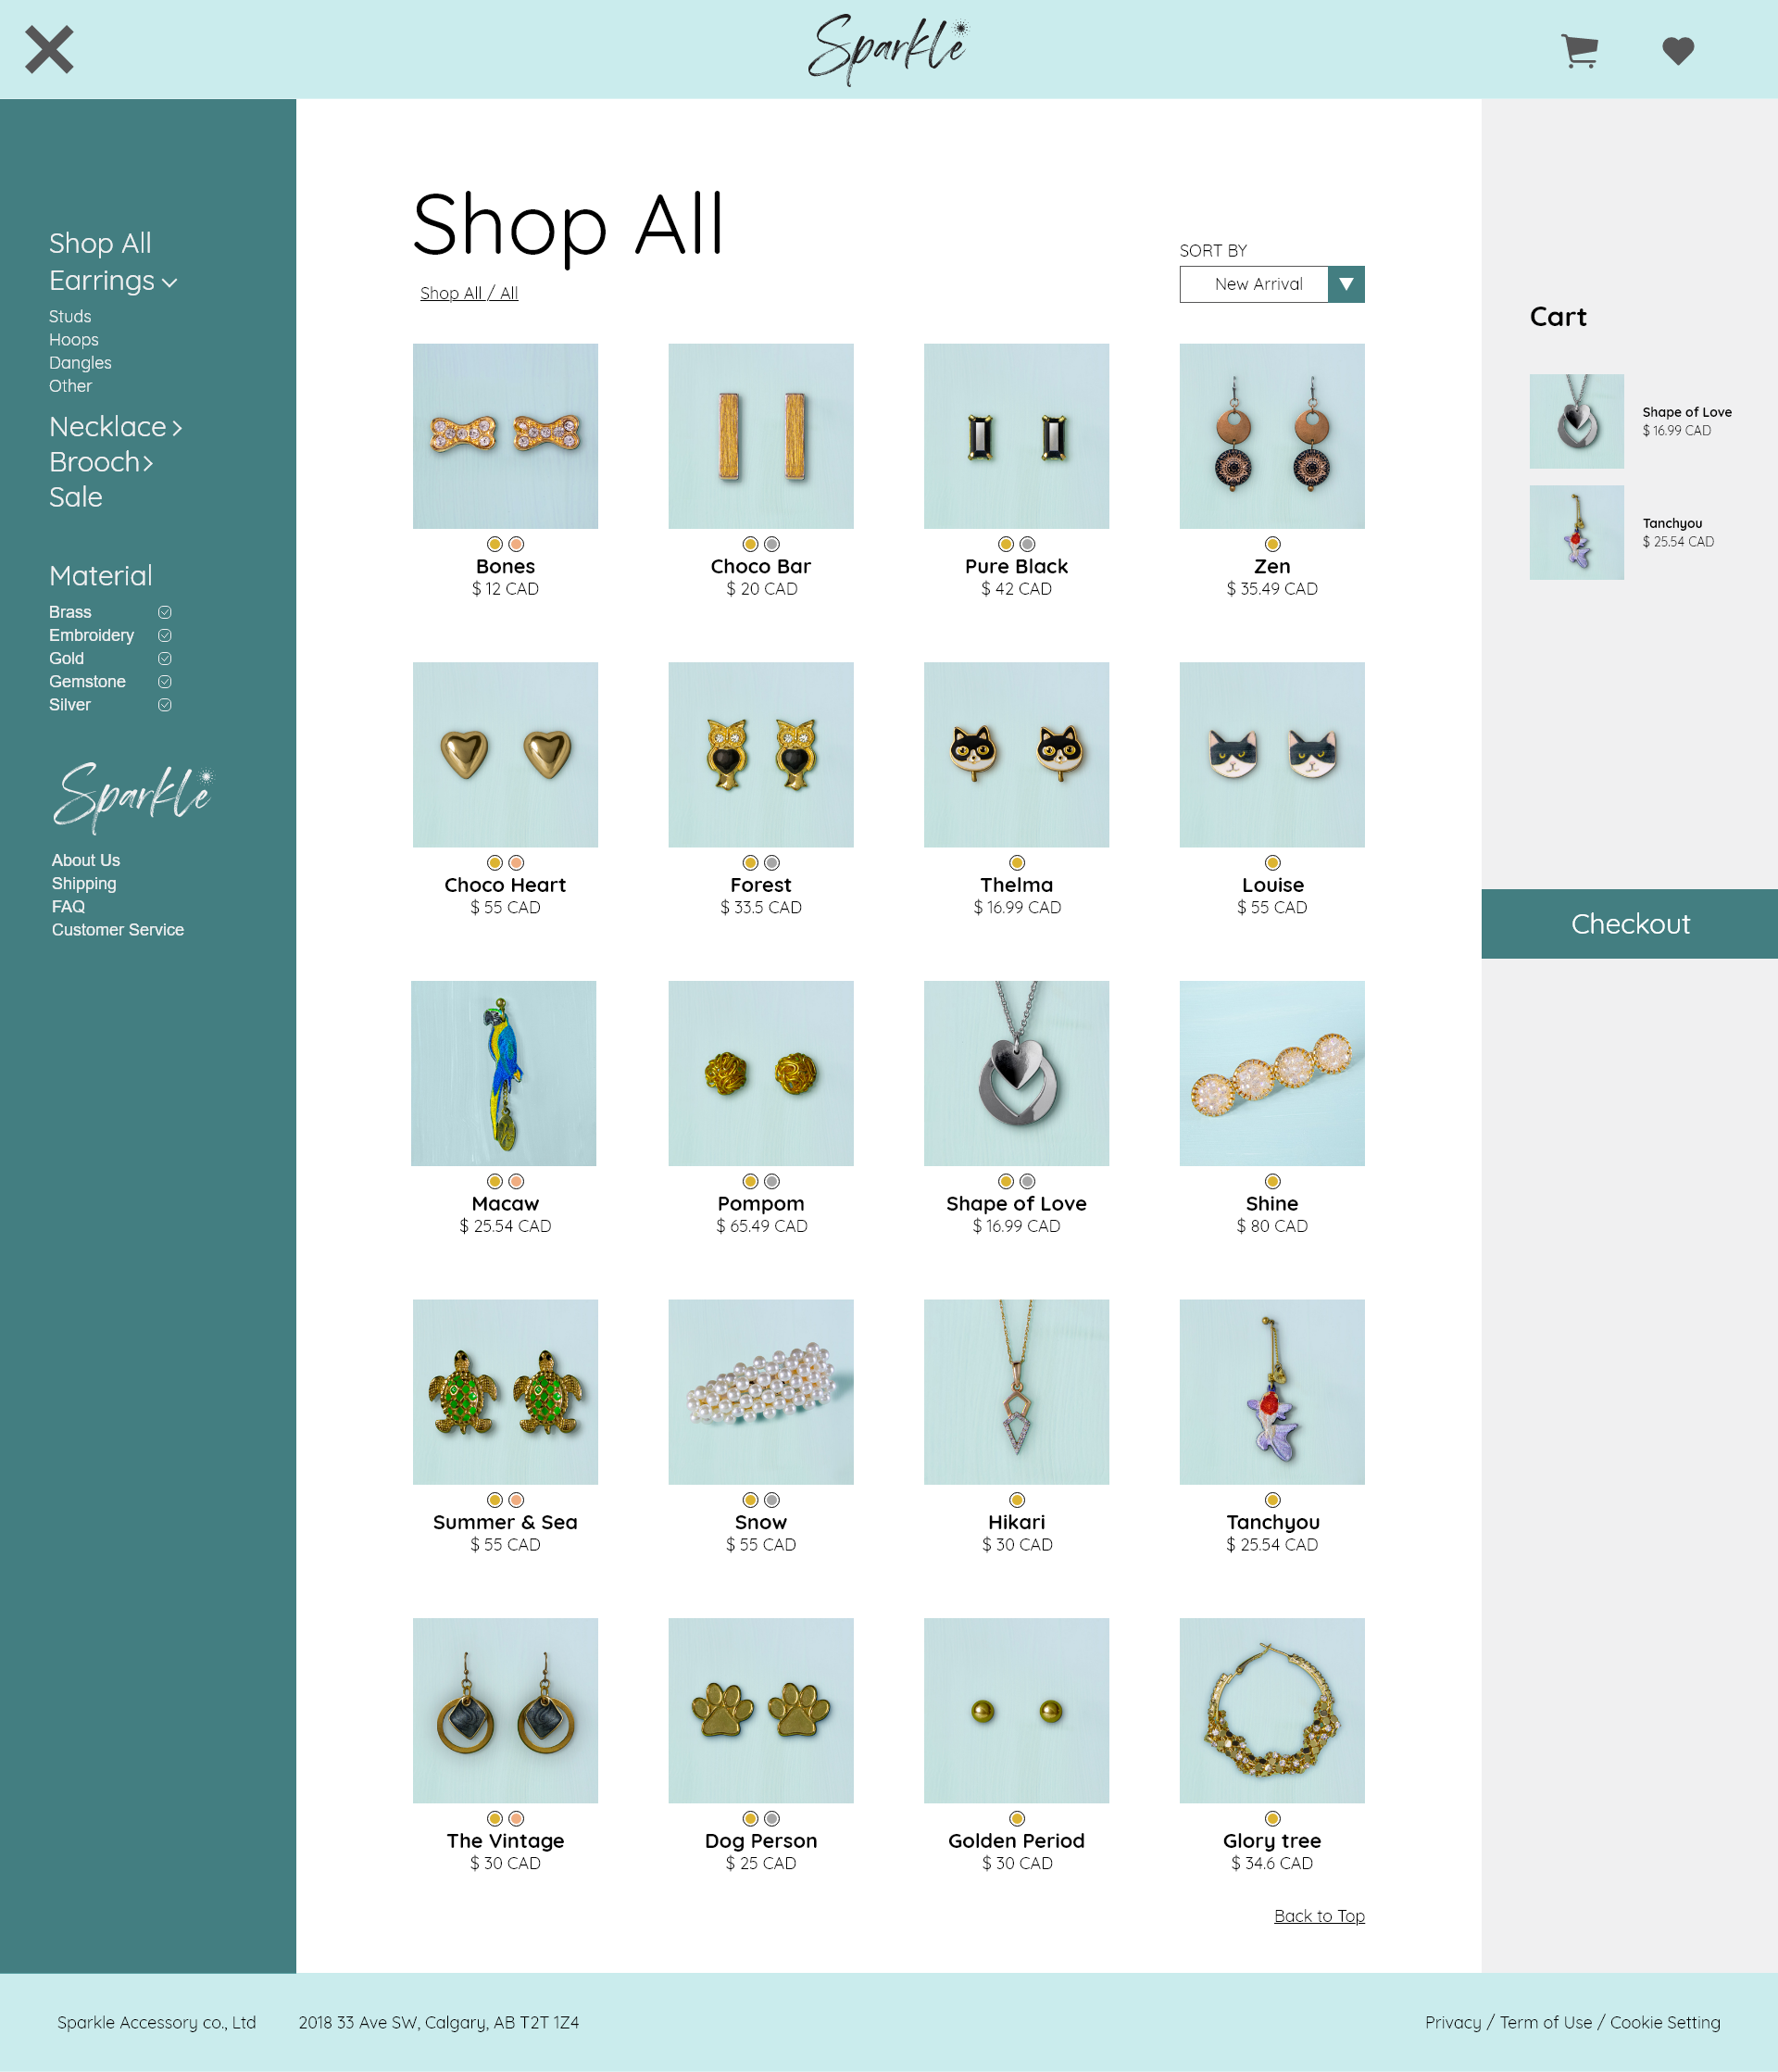 Sparkle
Shop All
Earrings
Studs
Hoops
Dangles
Other
Necklace
Brooch
Sale
Material
Brass
Embroidery
Gold
Gemstone
Silver
Sparkle
About Us
Shipping
FAQ
Customer Service
Shop All
Shop All / All
SORT BY
New Arrival
Bones
$ 12 CAD
Choco Bar
$ 20 CAD
Pure Black
$ 42 CAD
Zen
$ 35.49 CAD
Choco Heart
$ 55 CAD
Forest
$ 33.5 CAD
Thelma
$ 16.99 CAD
Louise
$ 55 CAD
Macaw
$ 25.54 CAD
Pompom
$ 65.49 CAD
Shape of Love
$ 16.99 CAD
Shine
$ 80 CAD
Summer & Sea
$ 55 CAD
Snow
$ 55 CAD
Hikari
$ 30 CAD
Tanchyou
$ 25.54 CAD
The Vintage
$ 30 CAD
Dog Person
$ 25 CAD
Golden Period
$ 30 CAD
Glory tree
$ 34.6 CAD
Back to Top
Cart
Shape of Love
$ 16.99 CAD
Tanchyou
$ 25.54 CAD
Checkout
Sparkle Accessory co., Ltd
2018 33 Ave SW, Calgary, AB T2T 1Z4
Privacy / Term of Use / Cookie Setting